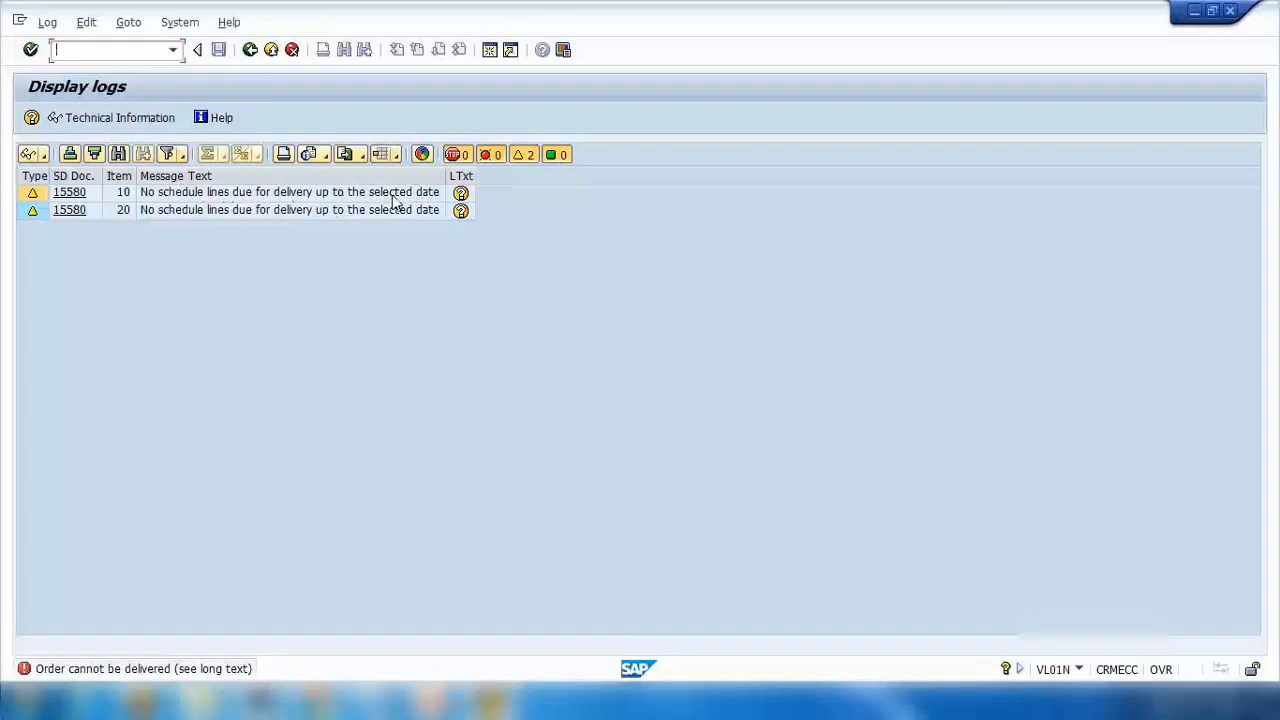 Log Edit Goto System Help
Display logs
Technical Information Help
0 0 2 0
Type SD Doc. Item Message Text LTxt
15580 10 No schedule lines due for delivery up to the selected date
15580 20 No schedule lines due for delivery up to the selected date
Order cannot be delivered (see long text) SAP VL01N CRMECC OVR